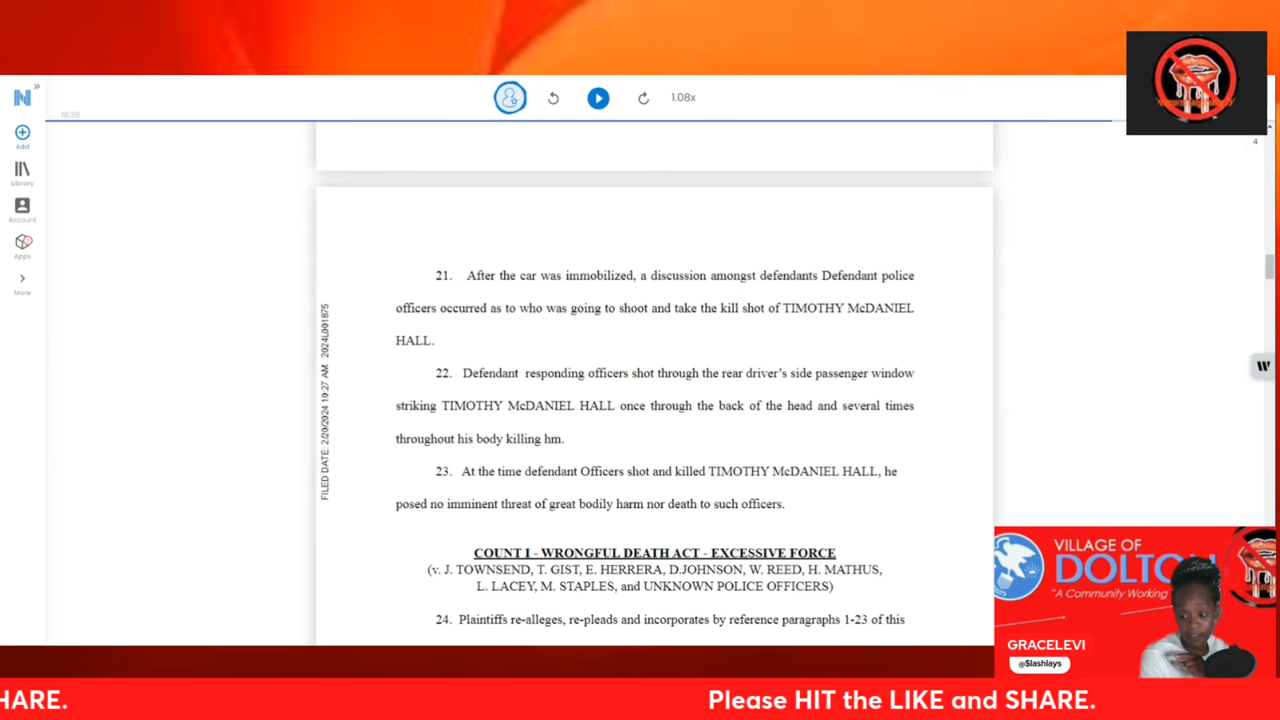 1.08x
18:36
4
Add
Library
Account
Apps
More
21. After the car was immobilized, a discussion amongst defendants Defendant police
officers occurred as to who was going to shoot and take the kill shot of TIMOTHY McDANIEL
HALL.
22. Defendant responding officers shot through the rear driver's side passenger window
striking TIMOTHY McDANIEL HALL once through the back of the head and several times
throughout his body killing hm.
23. At the time defendant Officers shot and killed TIMOTHY McDANIEL HALL, he
posed no imminent threat of great bodily harm nor death to such officers.
COUNT I - WRONGFUL DEATH ACT - EXCESSIVE FORCE
(v. J. TOWNSEND, T. GIST, E. HERRERA, D.JOHNSON, W. REED, H. MATHUS,
L. LACEY, M. STAPLES, and UNKNOWN POLICE OFFICERS)
24. Plaintiffs re-alleges, re-pleads and incorporates by reference paragraphs 1-23 of this
FILED DATE: 2/20/2024 10:27 AM 2024L001875
W
VILLAGE OF
DOLTON
"A Community Working
GRACELEVI
@$lashlays
HARE.
Please HIT the LIKE and SHARE.